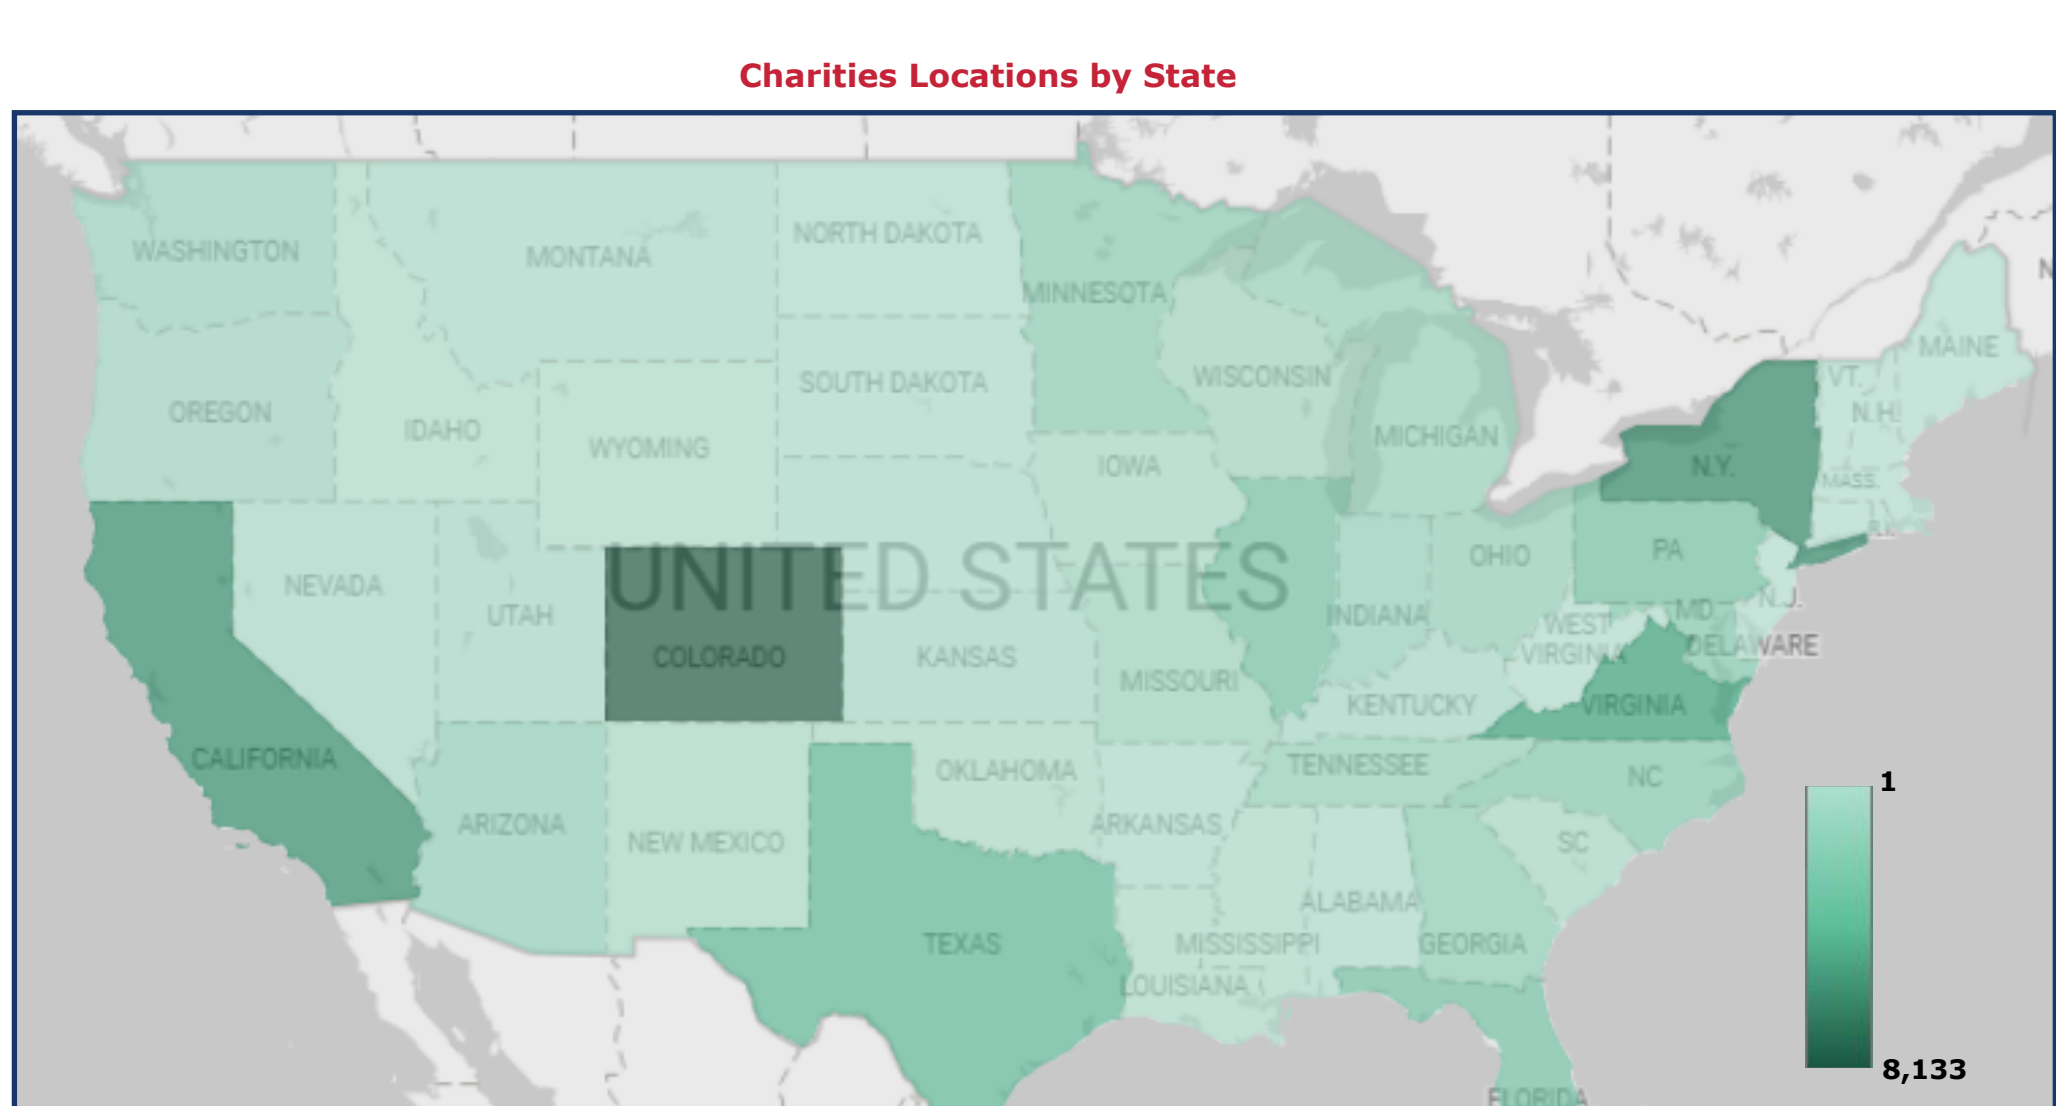 Charities Locations by State
WASHINGTON
MONTANA
NORTH DAKOTA
MINNESOTA
N
MAINE
OREGON
IDAHO
WYOMING
SOUTH DAKOTA
WISCONSIN
MICHIGAN
VT.
N.H.
N.Y.
MASS.
R.I.
IOWA
NEVADA
UTAH
UNITED STATES
COLORADO
KANSAS
MISSOURI
INDIANA
OHIO
PA
N.J.
MD
DELAWARE
WEST
VIRGINIA
VIRGINIA
KENTUCKY
CALIFORNIA
ARIZONA
NEW MEXICO
OKLAHOMA
ARKANSAS
TENNESSEE
NC
SC
TEXAS
LOUISIANA
MISSISSIPPI
ALABAMA
GEORGIA
FLORIDA
1
8,133